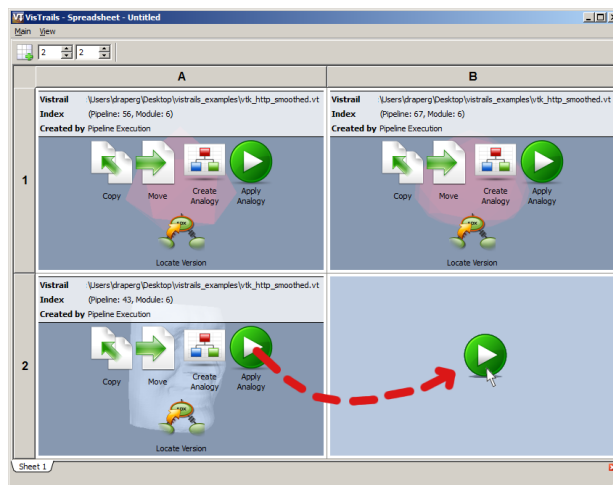 VisTrails - Spreadsheet - Untitled
Main View
2 2
A B
Vistrail \Users\draperg\Desktop\vistrails_examples\vtk_http_smoothed.vt
Index (Pipeline: 56, Module: 6)
Created by Pipeline Execution
Copy Move Create Analogy Apply Analogy
Locate Version
Vistrail \Users\draperg\Desktop\vistrails_examples\vtk_http_smoothed.vt
Index (Pipeline: 67, Module: 6)
Created by Pipeline Execution
Copy Move Create Analogy Apply Analogy
Locate Version
1
Vistrail \Users\draperg\Desktop\vistrails_examples\vtk_http_smoothed.vt
Index (Pipeline: 43, Module: 6)
Created by Pipeline Execution
Copy Move Create Analogy Apply Analogy
Locate Version
2
Sheet 1